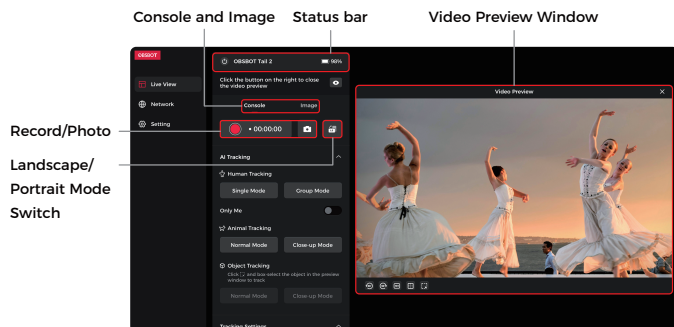 Console and Image
Status bar
Video Preview Window
OBSBOT
OBSBOT Tail 2
98%
Live View
Click the button on the right to close
the video preview
Video Preview
Network
Console
Image
Setting
Record/Photo
• 00:00:00
Landscape/
Portrait Mode
Switch
AI Tracking
Human Tracking
Single Mode
Group Mode
Only Me
Animal Tracking
Normal Mode
Close-up Mode
Object Tracking
Click and box-select the object in the preview
window to track
Normal Mode
Close-up Mode
Tracking Settings